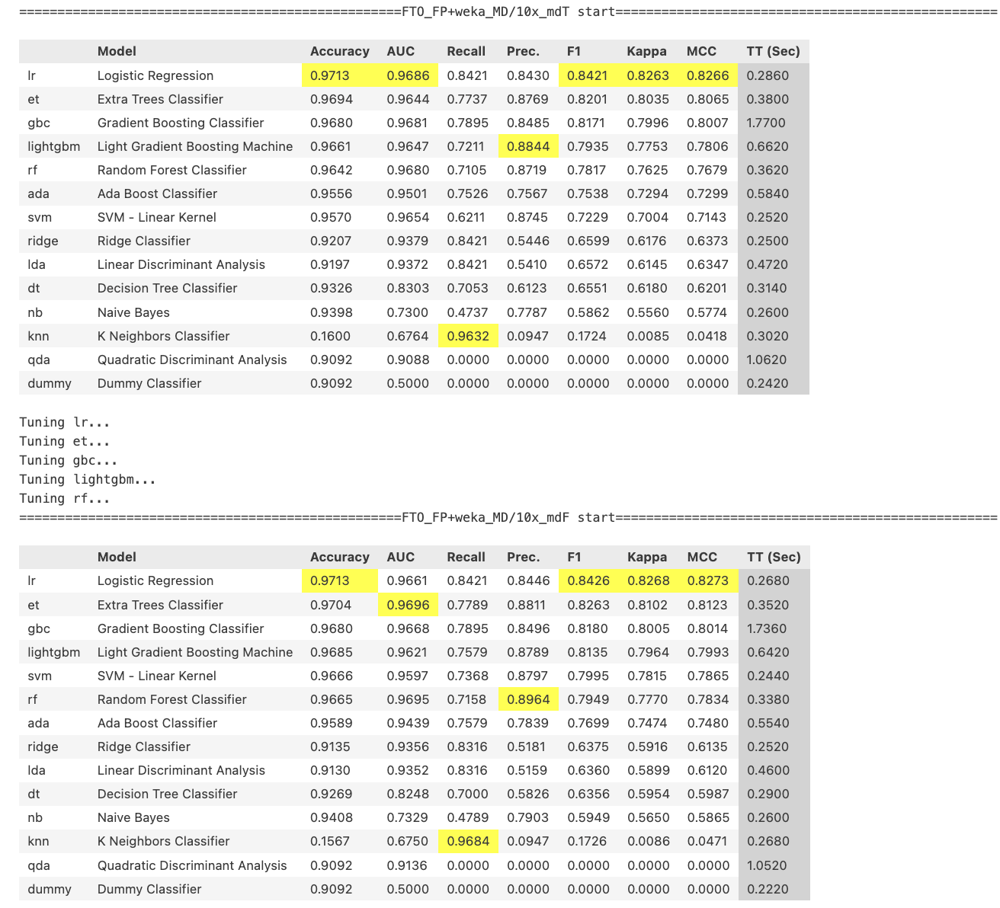 ==================================================FTO_FP+weka_MD/10x_mdT start==================================================
Model Accuracy AUC Recall Prec. F1 Kappa MCC TT (Sec)
lr Logistic Regression 0.9713 0.9686 0.8421 0.8430 0.8421 0.8263 0.8266 0.2860
et Extra Trees Classifier 0.9694 0.9644 0.7737 0.8769 0.8201 0.8035 0.8065 0.3800
gbc Gradient Boosting Classifier 0.9680 0.9681 0.7895 0.8485 0.8171 0.7996 0.8007 1.7700
lightgbm Light Gradient Boosting Machine 0.9661 0.9647 0.7211 0.8844 0.7935 0.7753 0.7806 0.6620
rf Random Forest Classifier 0.9642 0.9680 0.7105 0.8719 0.7817 0.7625 0.7679 0.3620
ada Ada Boost Classifier 0.9556 0.9501 0.7526 0.7567 0.7538 0.7294 0.7299 0.5840
svm SVM - Linear Kernel 0.9570 0.9654 0.6211 0.8745 0.7229 0.7004 0.7143 0.2520
ridge Ridge Classifier 0.9207 0.9379 0.8421 0.5446 0.6599 0.6176 0.6373 0.2500
lda Linear Discriminant Analysis 0.9197 0.9372 0.8421 0.5410 0.6572 0.6145 0.6347 0.4720
dt Decision Tree Classifier 0.9326 0.8303 0.7053 0.6123 0.6551 0.6180 0.6201 0.3140
nb Naive Bayes 0.9398 0.7300 0.4737 0.7787 0.5862 0.5560 0.5774 0.2600
knn K Neighbors Classifier 0.1600 0.6764 0.9632 0.0947 0.1724 0.0085 0.0418 0.3020
qda Quadratic Discriminant Analysis 0.9092 0.9088 0.0000 0.0000 0.0000 0.0000 0.0000 1.0620
dummy Dummy Classifier 0.9092 0.5000 0.0000 0.0000 0.0000 0.0000 0.0000 0.2420
Tuning lr...
Tuning et...
Tuning gbc...
Tuning lightgbm...
Tuning rf...
==================================================FTO_FP+weka_MD/10x_mdF start==================================================
Model Accuracy AUC Recall Prec. F1 Kappa MCC TT (Sec)
lr Logistic Regression 0.9713 0.9661 0.8421 0.8446 0.8426 0.8268 0.8273 0.2680
et Extra Trees Classifier 0.9704 0.9696 0.7789 0.8811 0.8263 0.8102 0.8123 0.3520
gbc Gradient Boosting Classifier 0.9680 0.9668 0.7895 0.8496 0.8180 0.8005 0.8014 1.7360
lightgbm Light Gradient Boosting Machine 0.9685 0.9621 0.7579 0.8789 0.8135 0.7964 0.7993 0.6420
svm SVM - Linear Kernel 0.9666 0.9597 0.7368 0.8797 0.7995 0.7815 0.7865 0.2440
rf Random Forest Classifier 0.9665 0.9695 0.7158 0.8964 0.7949 0.7770 0.7834 0.3380
ada Ada Boost Classifier 0.9589 0.9439 0.7579 0.7839 0.7699 0.7474 0.7480 0.5540
ridge Ridge Classifier 0.9135 0.9356 0.8316 0.5181 0.6375 0.5916 0.6135 0.2520
lda Linear Discriminant Analysis 0.9130 0.9352 0.8316 0.5159 0.6360 0.5899 0.6120 0.4600
dt Decision Tree Classifier 0.9269 0.8248 0.7000 0.5826 0.6356 0.5954 0.5987 0.2900
nb Naive Bayes 0.9408 0.7329 0.4789 0.7903 0.5949 0.5650 0.5865 0.2600
knn K Neighbors Classifier 0.1567 0.6750 0.9684 0.0947 0.1726 0.0086 0.0471 0.2680
qda Quadratic Discriminant Analysis 0.9092 0.9136 0.0000 0.0000 0.0000 0.0000 0.0000 1.0520
dummy Dummy Classifier 0.9092 0.5000 0.0000 0.0000 0.0000 0.0000 0.0000 0.2220